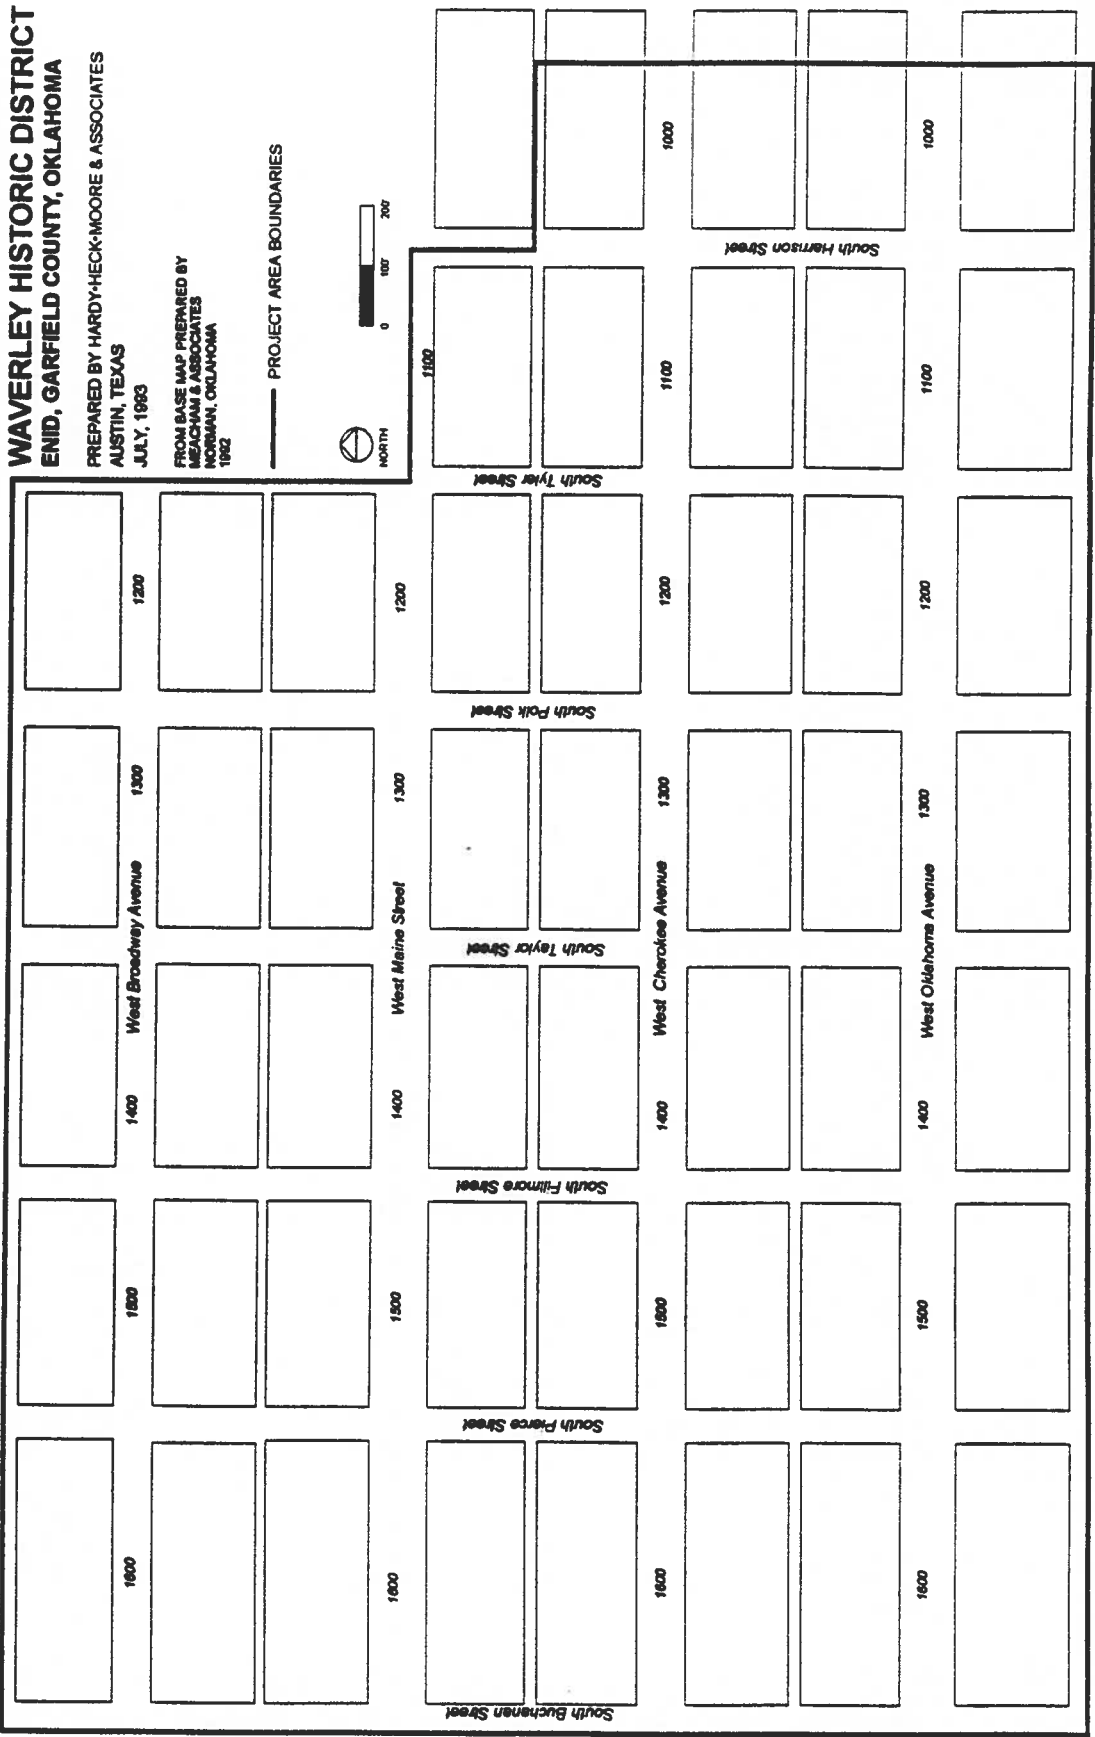 WAVERLEY HISTORIC DISTRICT
ENID, GARFIELD COUNTY, OKLAHOMA
PREPARED BY HARDY•HECK•MOORE & ASSOCIATES
AUSTIN, TEXAS
JULY, 1993
FROM BASE MAP PREPARED BY
MEACHAM & ASSOCIATES
NORMAN, OKLAHOMA
1992
PROJECT AREA BOUNDARIES
NORTH
0 100' 200'
1600 1500 1400 West Broadway Avenue 1300 1200
1600 1500 1400 West Maine Street 1300 1200 1100
South Buchanan Street
South Pierce Street
South Fillmore Street
South Taylor Street
South Polk Street
South Tyler Street
South Harrison Street
1600 1500 1400 West Cherokee Avenue 1300 1200 1100 1000
1600 1500 1400 West Oklahoma Avenue 1300 1200 1100 1000